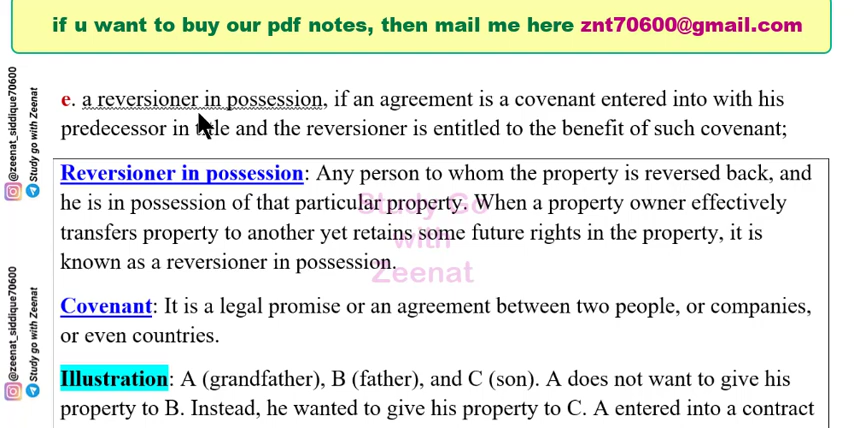 if u want to buy our pdf notes, then mail me here znt70600@gmail.com
e. a reversioner in possession, if an agreement is a covenant entered into with his
predecessor in title and the reversioner is entitled to the benefit of such covenant;
Reversioner in possession: Any person to whom the property is reversed back, and
he is in possession of that particular property. When a property owner effectively
transfers property to another yet retains some future rights in the property, it is
known as a reversioner in possession.
Covenant: It is a legal promise or an agreement between two people, or companies,
or even countries.
Illustration: A (grandfather), B (father), and C (son). A does not want to give his
property to B. Instead, he wanted to give his property to C. A entered into a contract
Study Go
with
Zeenat
@zeenat_siddique70600
Study go with Zeenat
@zeenat_siddique70600
Study go with Zeenat